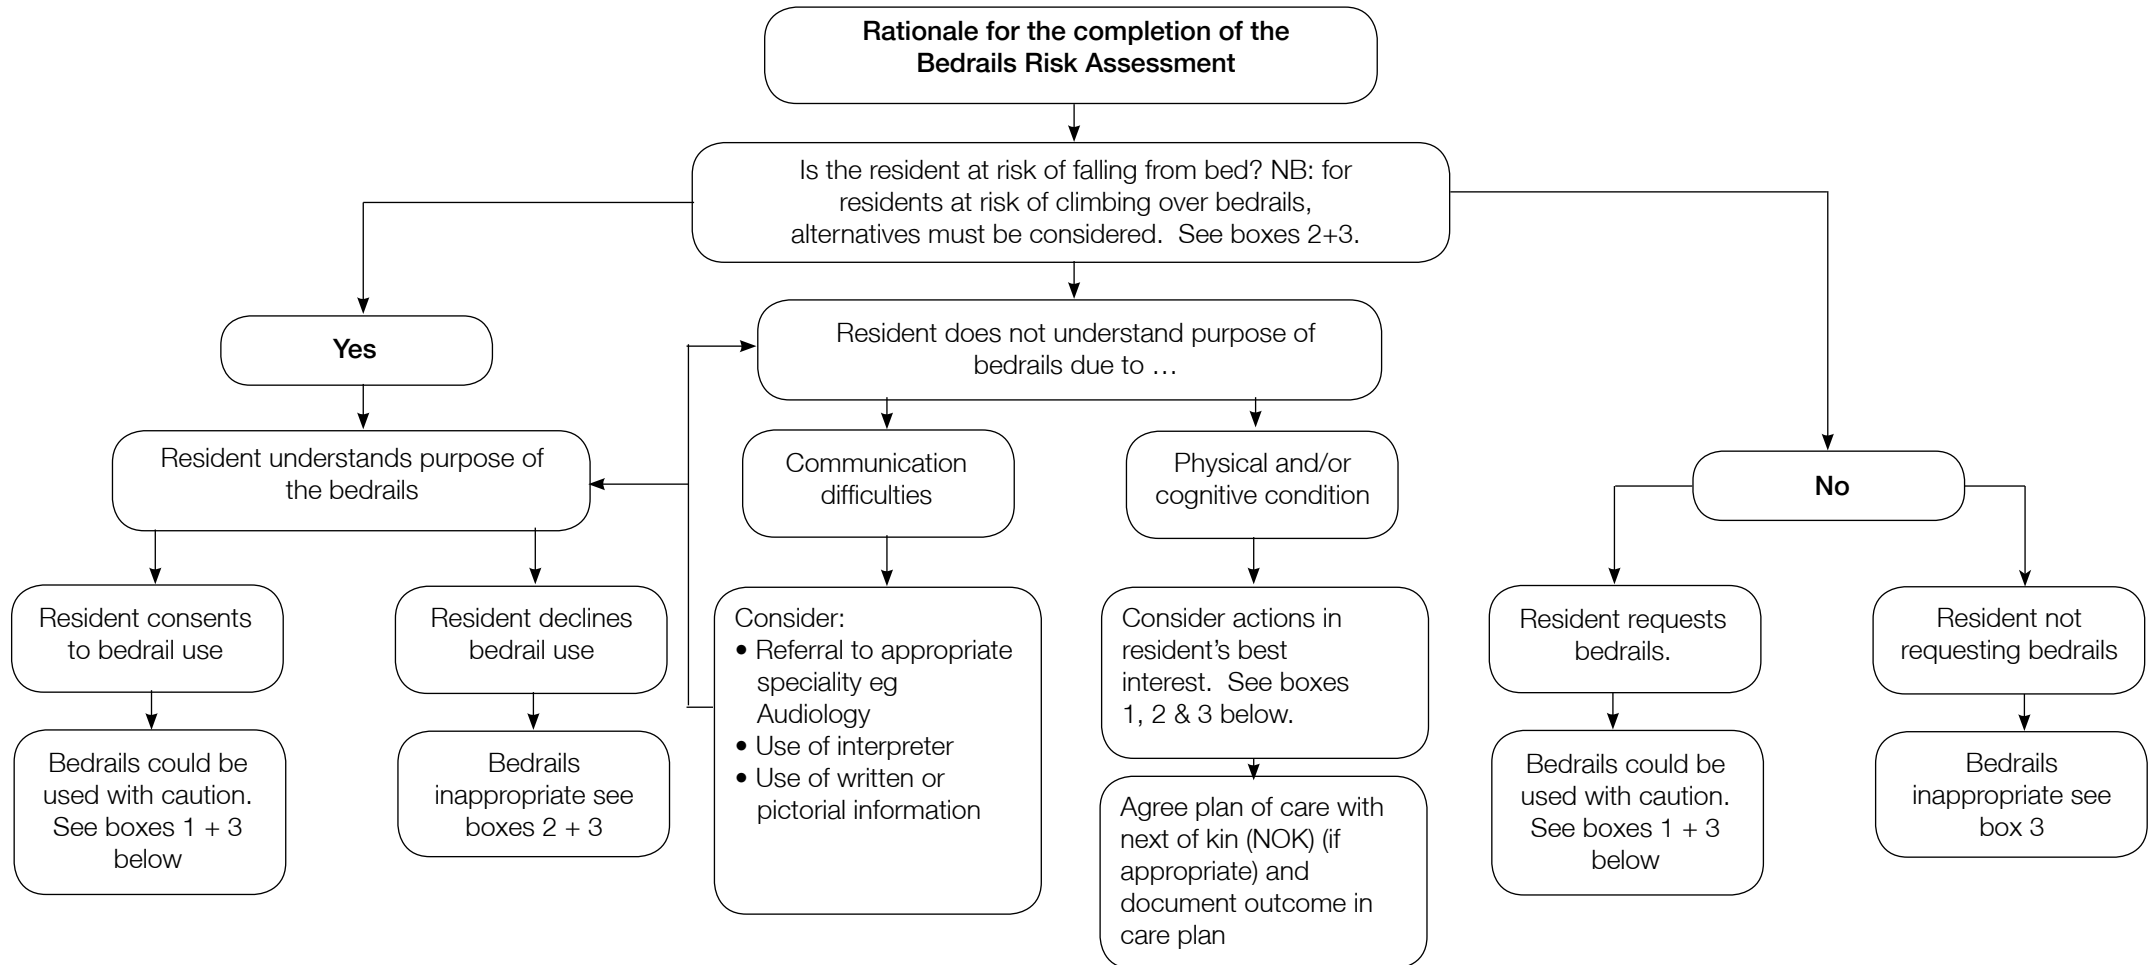 Rationale for the completion of the
Bedrails Risk Assessment
Is the resident at risk of falling from bed? NB: for
residents at risk of climbing over bedrails,
alternatives must be considered.  See boxes 2+3.
Yes
Resident does not understand purpose of
bedrails due to …
Resident understands purpose of
the bedrails
Communication
difficulties
Physical and/or
cognitive condition
No
Resident consents
to bedrail use
Resident declines
bedrail use
Consider:
• Referral to appropriate
speciality eg
Audiology
• Use of interpreter
• Use of written or
pictorial information
Consider actions in
resident’s best
interest.  See boxes
1, 2 & 3 below.
Resident requests
bedrails.
Resident not
requesting bedrails
Bedrails could be
used with caution.
See boxes 1 + 3
below
Bedrails
inappropriate see
boxes 2 + 3
Agree plan of care with
next of kin (NOK) (if
appropriate) and
document outcome in
care plan
Bedrails could be
used with caution.
See boxes 1 + 3
below
Bedrails
inappropriate see
box 3